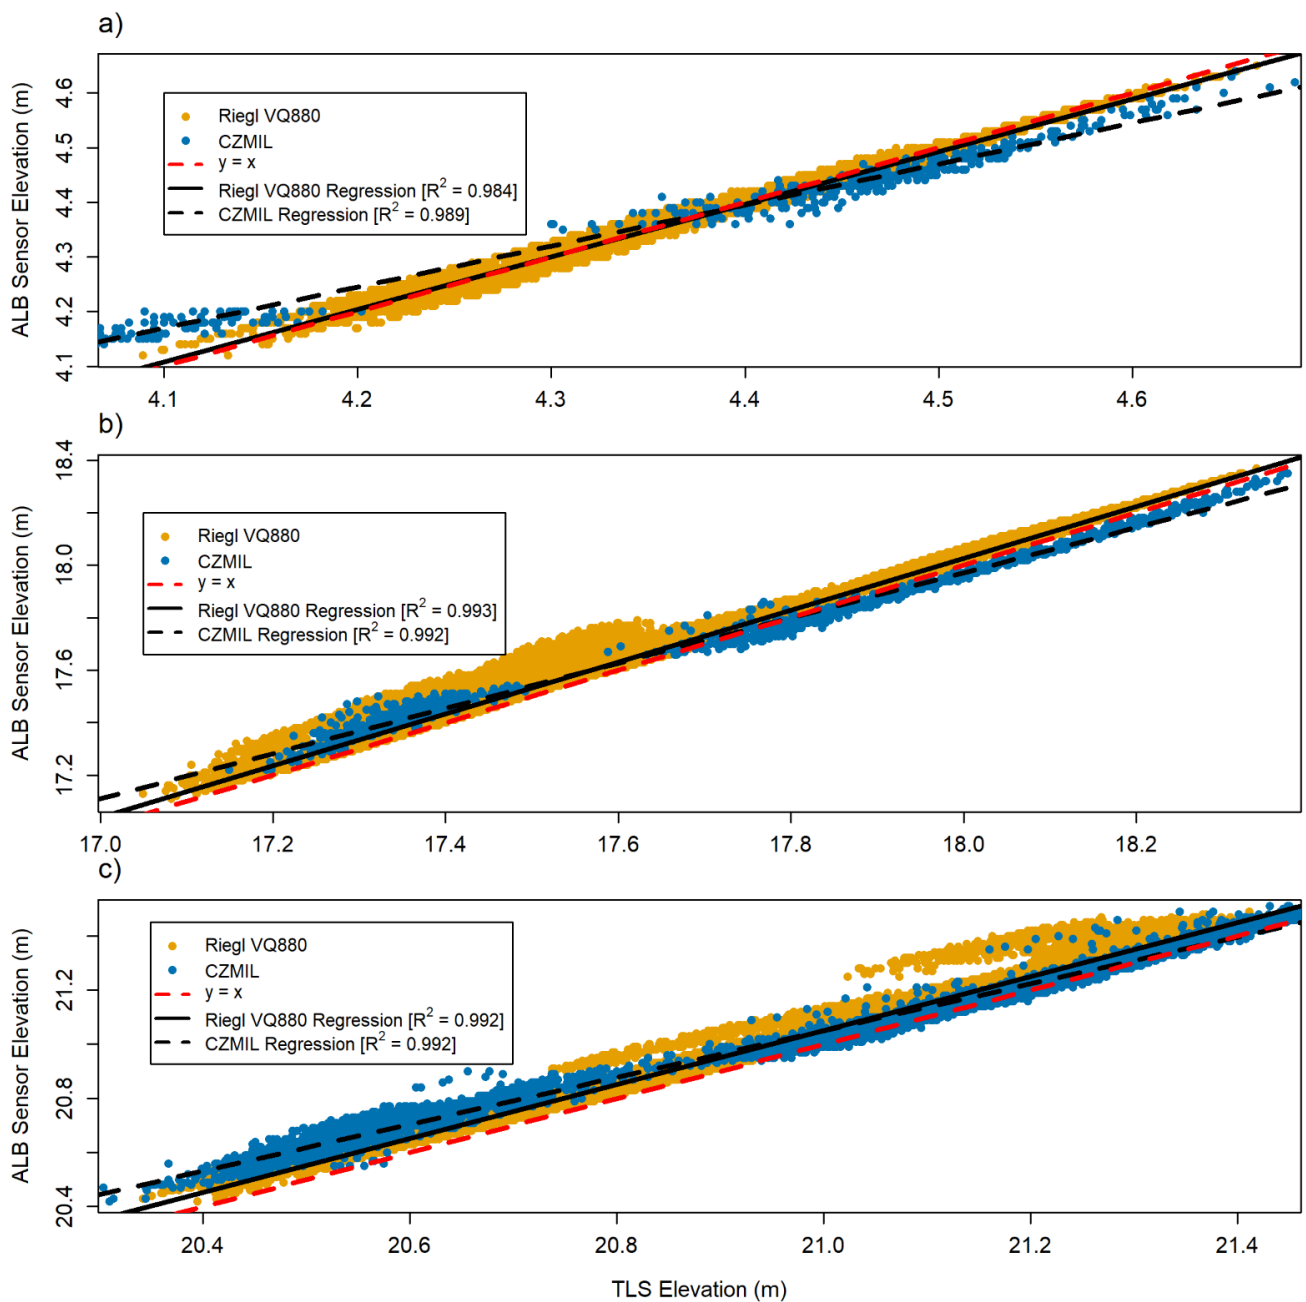 a)
ALB Sensor Elevation (m)
4.6
4.5
4.4
4.3
4.2
4.1
Riegl VQ880
CZMIL
y = x
Riegl VQ880 Regression [R² = 0.984]
CZMIL Regression [R² = 0.989]
4.1 4.2 4.3 4.4 4.5 4.6
b)
ALB Sensor Elevation (m)
18.4
18.0
17.6
17.2
Riegl VQ880
CZMIL
y = x
Riegl VQ880 Regression [R² = 0.993]
CZMIL Regression [R² = 0.992]
17.0 17.2 17.4 17.6 17.8 18.0 18.2
c)
ALB Sensor Elevation (m)
21.2
20.8
20.4
Riegl VQ880
CZMIL
y = x
Riegl VQ880 Regression [R² = 0.992]
CZMIL Regression [R² = 0.992]
20.4 20.6 20.8 21.0 21.2 21.4
TLS Elevation (m)